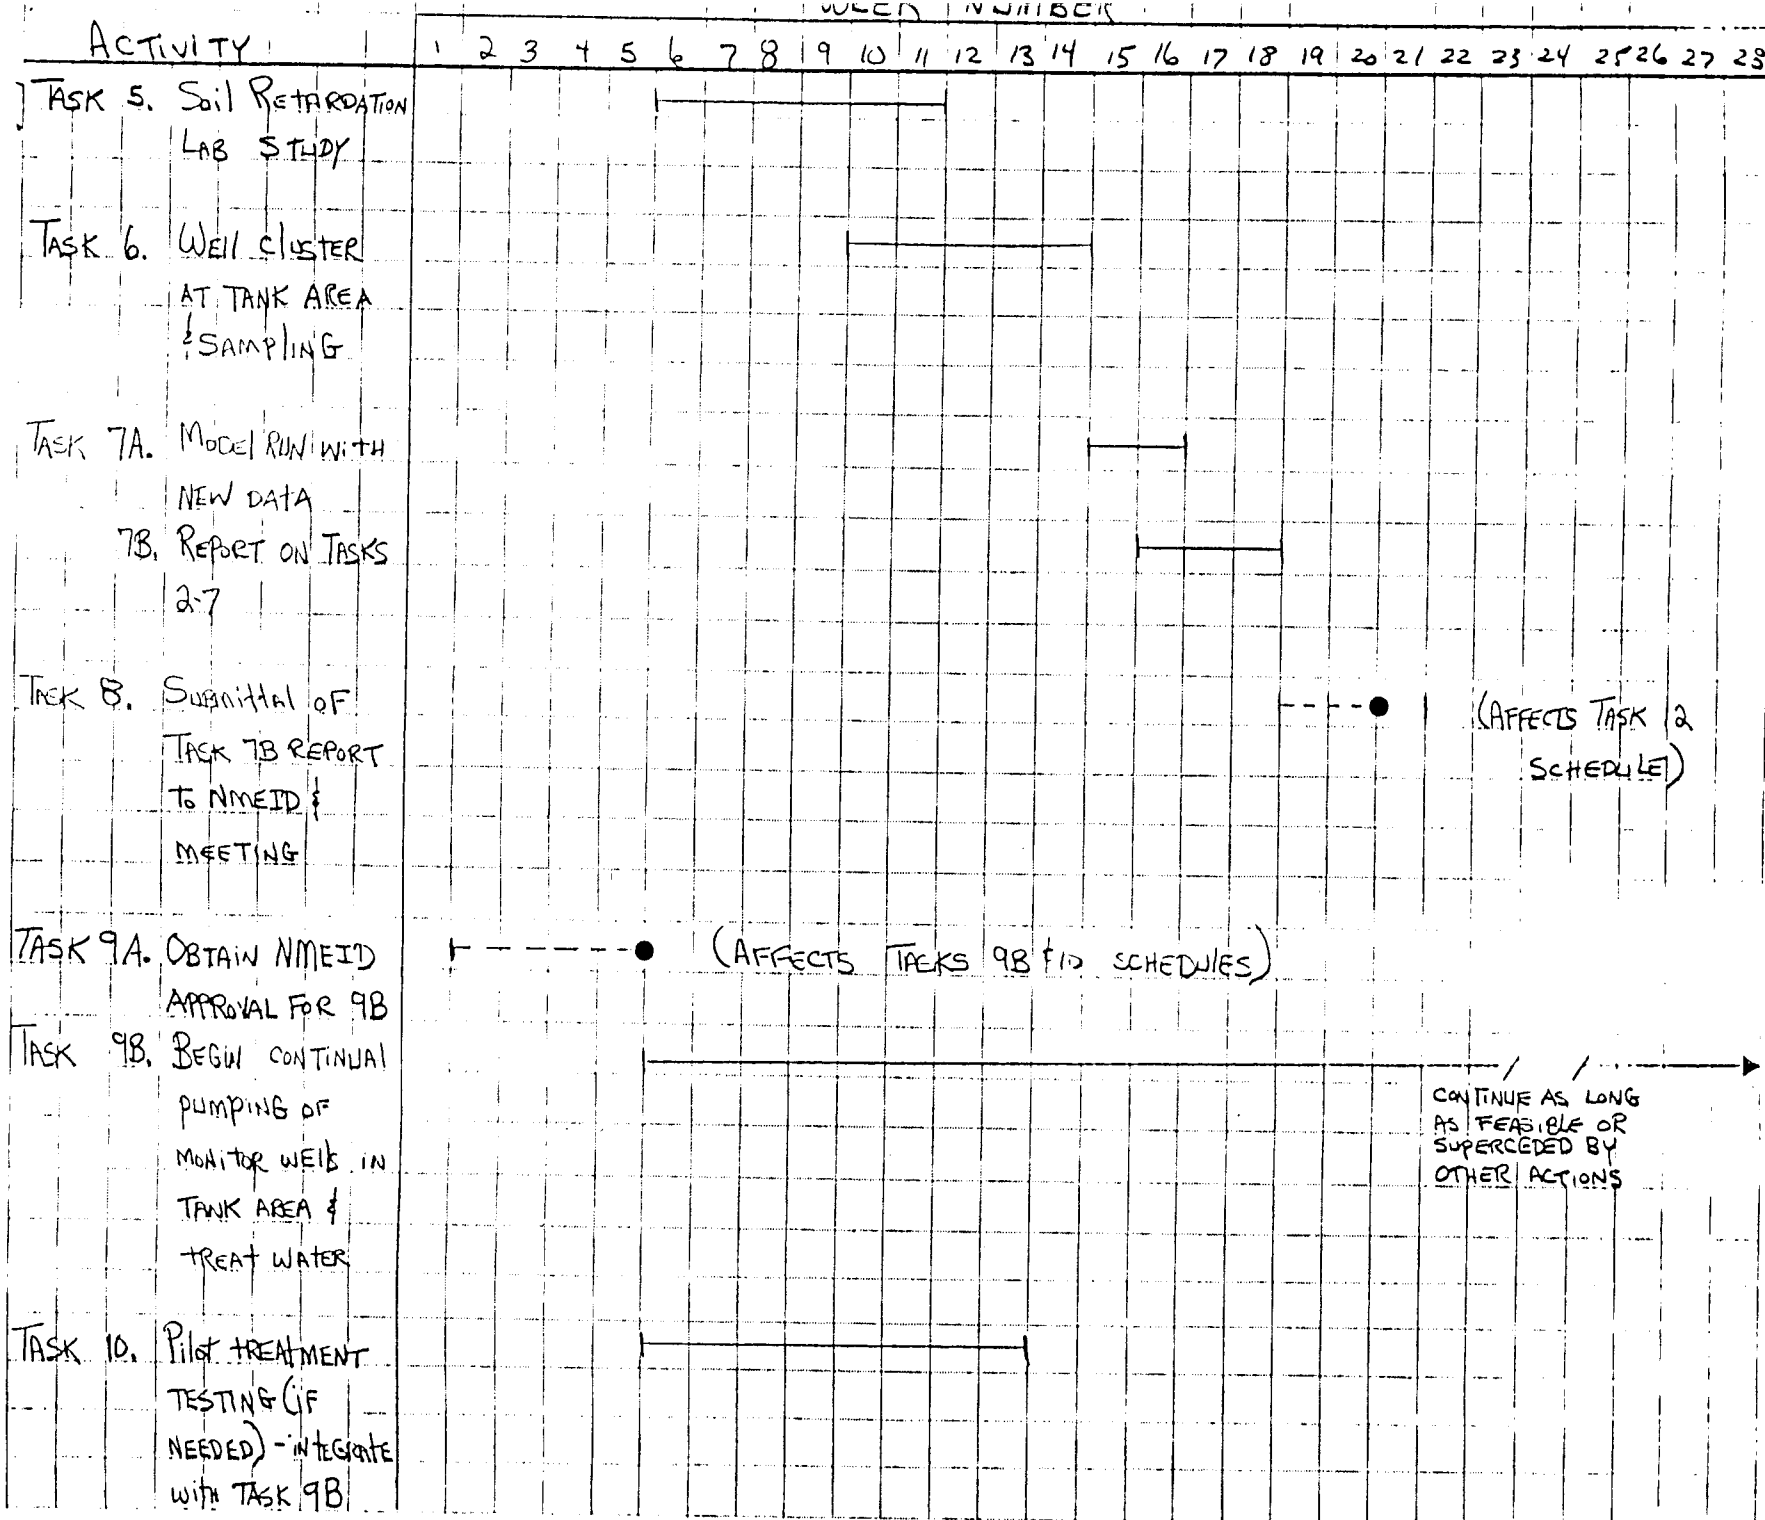 WEEK NUMBER
ACTIVITY 1 2 3 4 5 6 7 8 9 10 11 12 13 14 15 16 17 18 19 20 21 22 23 24 25 26 27 28
TASK 5. Soil RETARDATION
LAB STUDY
TASK 6. WEll CLUSTER
AT TANK AREA
& SAMPlING
TASK 7A. MODEl RUN WITH
NEW DATA
7B. REPORT ON TASKS
2-7
TASK 8. Submittal OF
TASK 7B REPORT
To NMEID &
MEETING
(AFFECTS TASK 12
SCHEDULE)
TASK 9A. OBTAIN NMEID
APPROVAL FOR 9B
(AFFECTS TASKS 9B & 10 SCHEDULES)
TASK 9B. BEGIN CONTINUAl
PUMPING OF
MONITOR WEllS IN
TANK AREA &
TREAT WATER
CONTINUE AS LONG
AS FEASIBLE OR
SUPERCEDED BY
OTHER ACTIONS
TASK 10. Pilot TREATMENT
TESTING (IF
NEEDED) - INTEGRATE
with TASK 9B